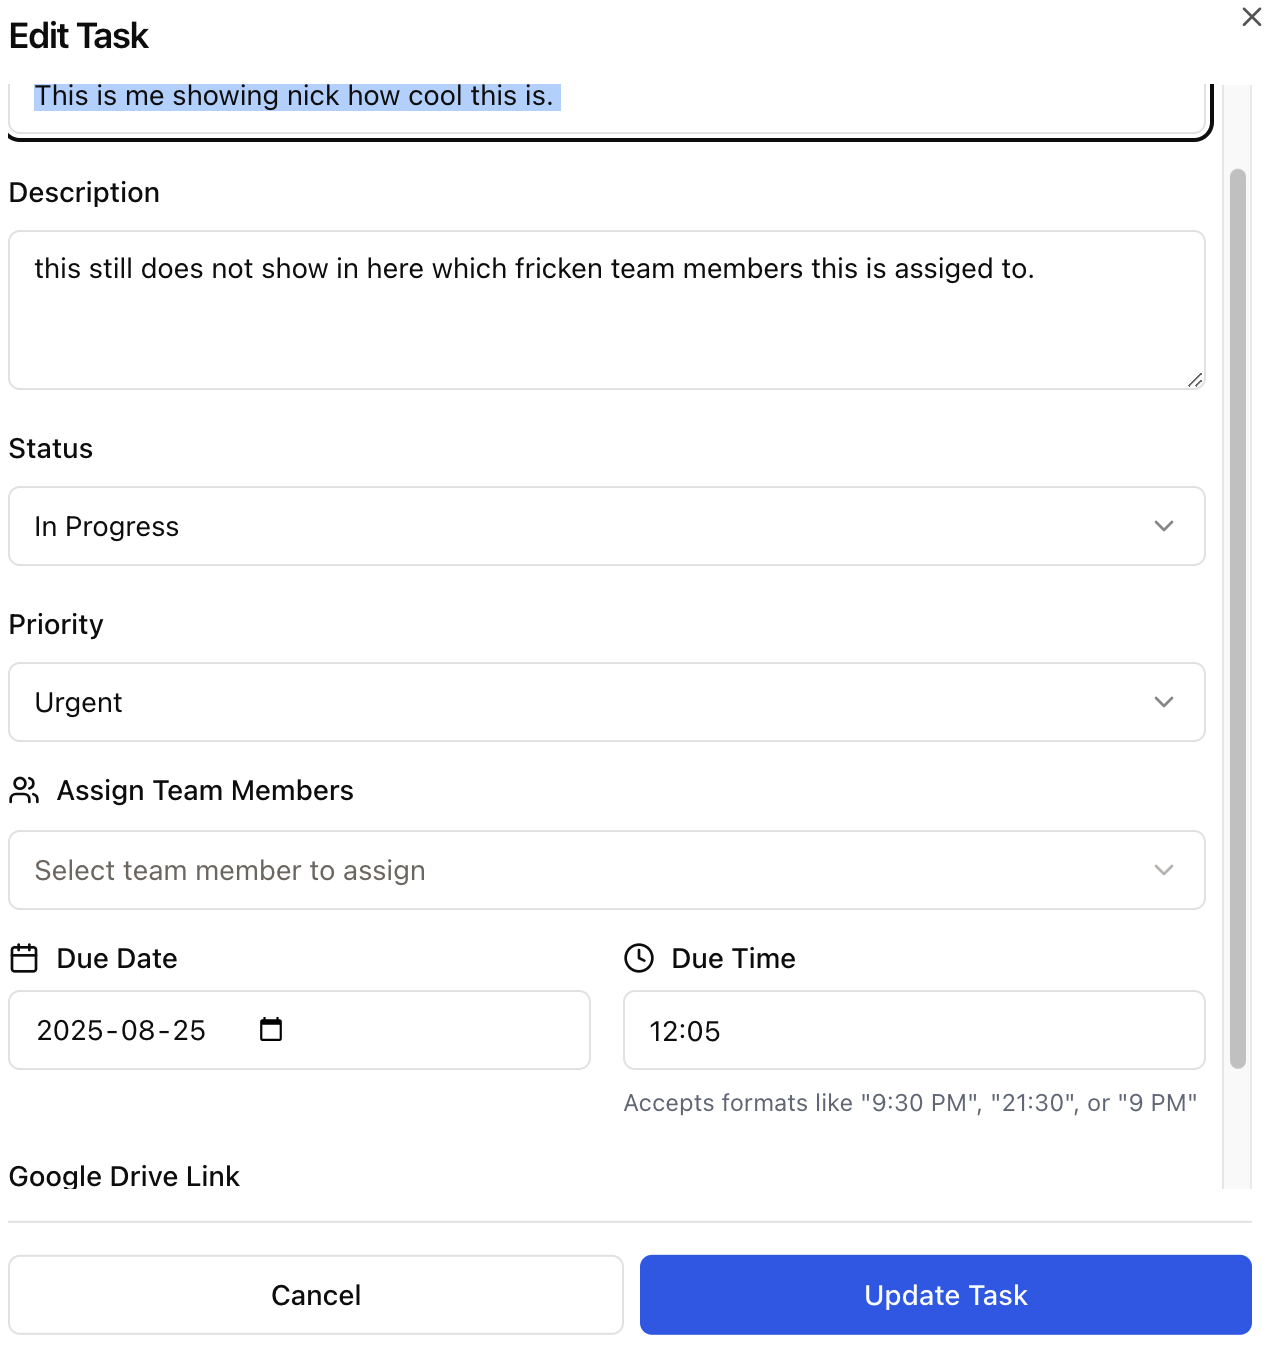 Edit Task
This is me showing nick how cool this is.
Description
this still does not show in here which fricken team members this is assiged to.
Status
In Progress
Priority
Urgent
Assign Team Members
Select team member to assign
Due Date
Due Time
2025-08-25
12:05
Accepts formats like "9:30 PM", "21:30", or "9 PM"
Google Drive Link
Cancel
Update Task